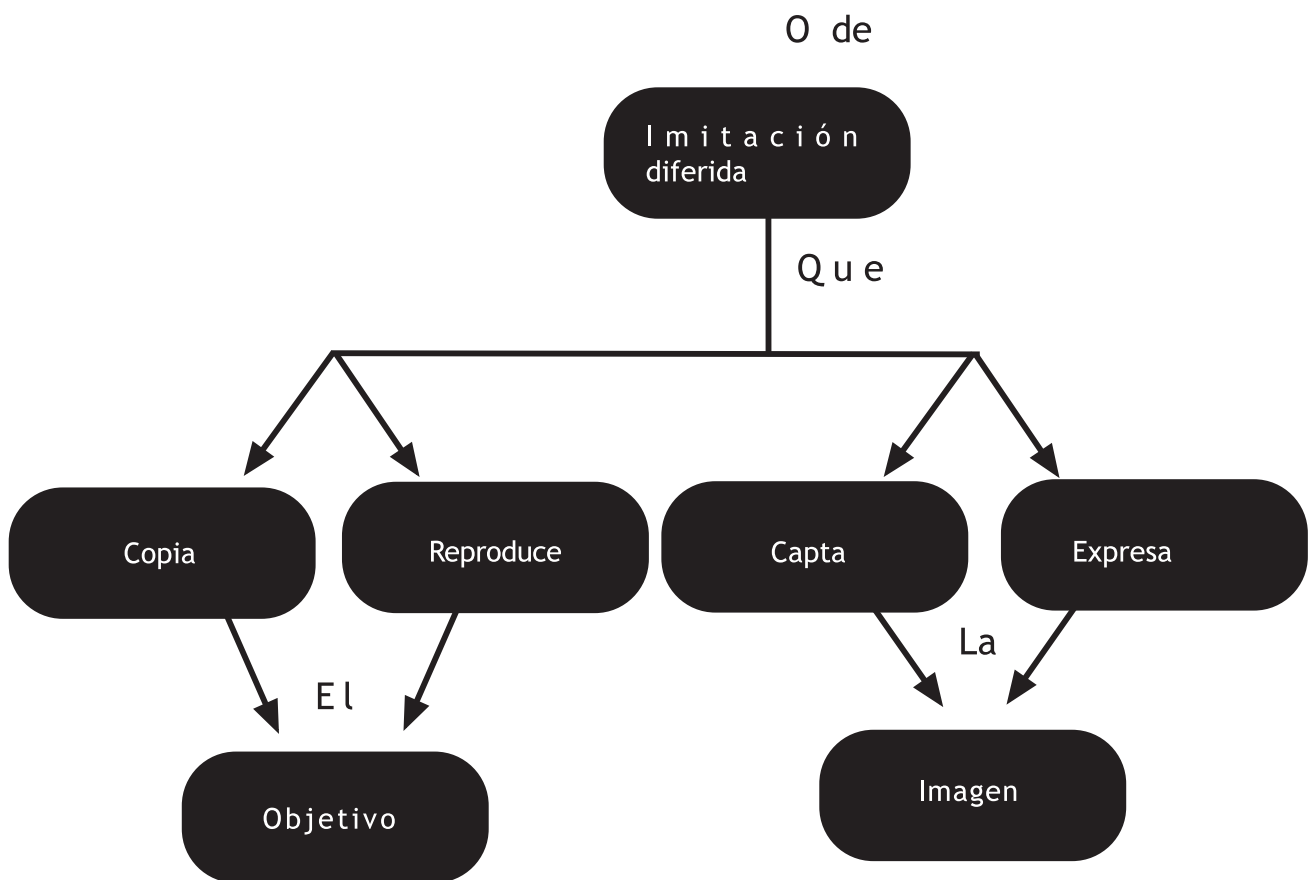 O de
Imitación
diferida
Que
Copia
Reproduce
Capta
Expresa
La
El
Imagen
Objetivo